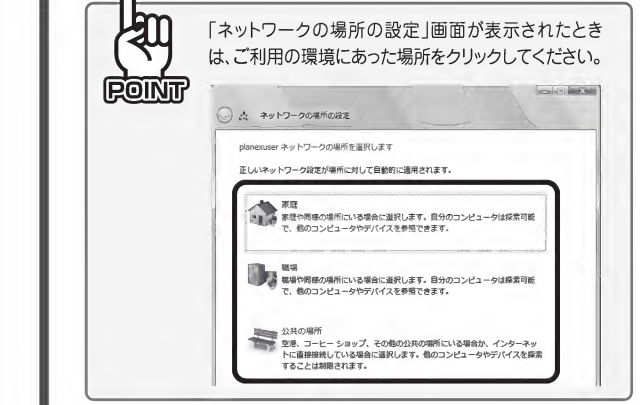 「ネットワークの場所の設定」画面が表示されたとき
は、ご利用の環境にあった場所をクリックしてください。
POINT
ネットワークの場所の設定
planexuser ネットワークの場所を選択します
正しいネットワーク設定が場所に対して自動的に適用されます。
家庭
家庭や同様の場所にいる場合に選択します。自分のコンピュータは探索可能
で、他のコンピュータやデバイスを参照できます。
職場
職場や同様の場所にいる場合に選択します。自分のコンピュータは探索可能
で、他のコンピュータやデバイスを参照できます。
公共の場所
空港、コーヒー ショップ、その他の公共の場所にいる場合か、インターネッ
トに直接接続している場合に選択します。他のコンピュータやデバイスを探索
することは制限されます。